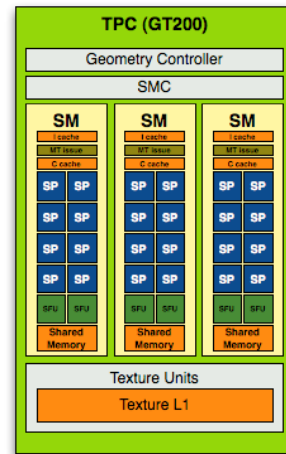 TPC (GT200)
Geometry Controller
SMC
SM SM SM
I cache I cache I cache
MT issue MT issue MT issue
C cache C cache C cache
SP SP SP SP SP SP
SP SP SP SP SP SP
SP SP SP SP SP SP
SP SP SP SP SP SP
SFU SFU SFU SFU SFU SFU
Shared Shared Shared
Memory Memory Memory
Texture Units
Texture L1